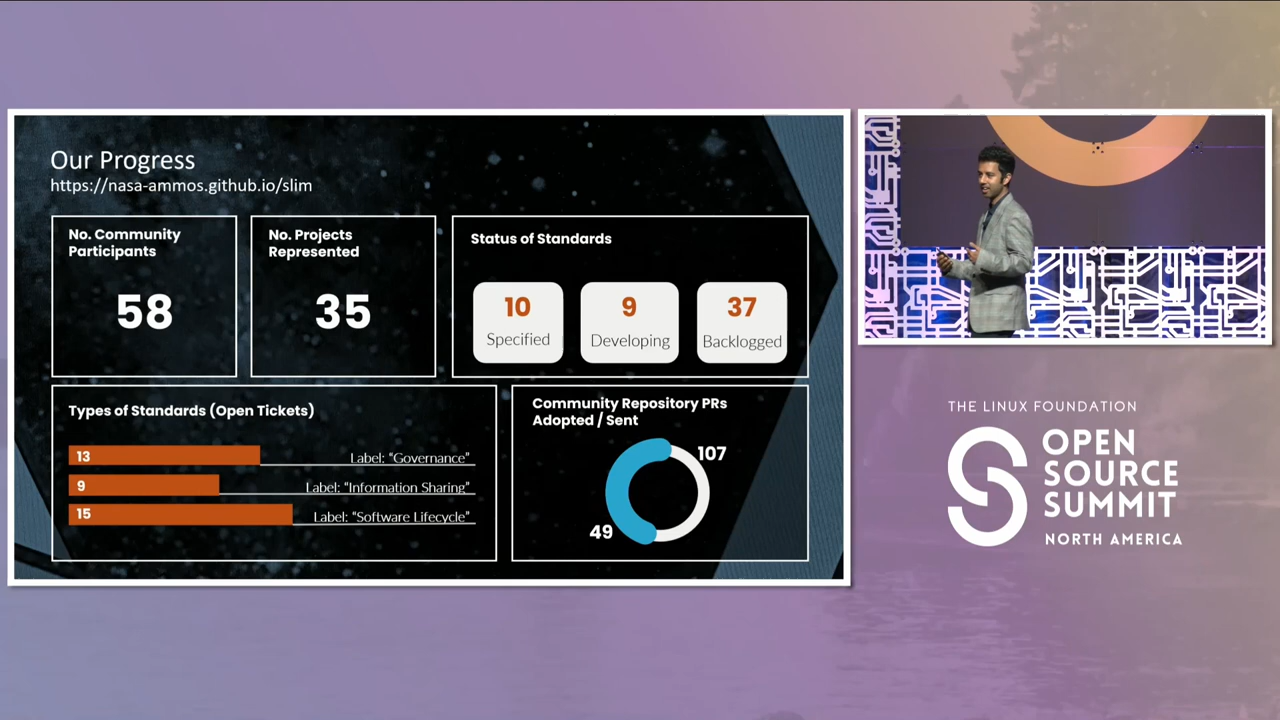 Our Progress
https://nasa-ammos.github.io/slim
No. Community
Participants
58
No. Projects
Represented
35
Status of Standards
10
Specified
9
Developing
37
Backlogged
Types of Standards (Open Tickets)
13
Label: “Governance”
9
Label: “Information Sharing”
15
Label: “Software Lifecycle”
Community Repository PRs
Adopted / Sent
107
49
THE LINUX FOUNDATION
OPEN
SOURCE
SUMMIT
NORTH AMERICA